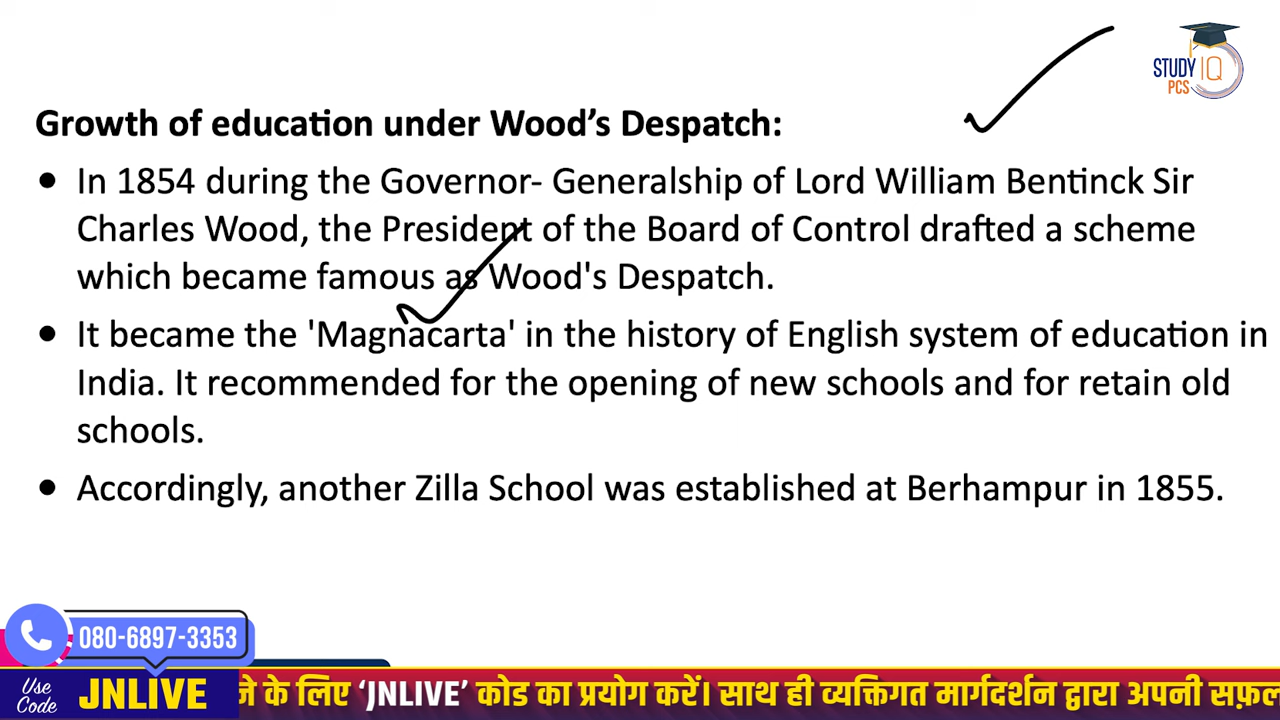 STUDY IQ
PCS
Growth of education under Wood’s Despatch:
• In 1854 during the Governor- Generalship of Lord William Bentinck Sir
Charles Wood, the President of the Board of Control drafted a scheme
which became famous as Wood's Despatch.
• It became the 'Magnacarta' in the history of English system of education in
India. It recommended for the opening of new schools and for retain old
schools.
• Accordingly, another Zilla School was established at Berhampur in 1855.
080-6897-3353
Use
Code
JNLIVE
ने के लिए ‘JNLIVE’ कोड का प्रयोग करें। साथ ही व्यक्तिगत मार्गदर्शन द्वारा अपनी